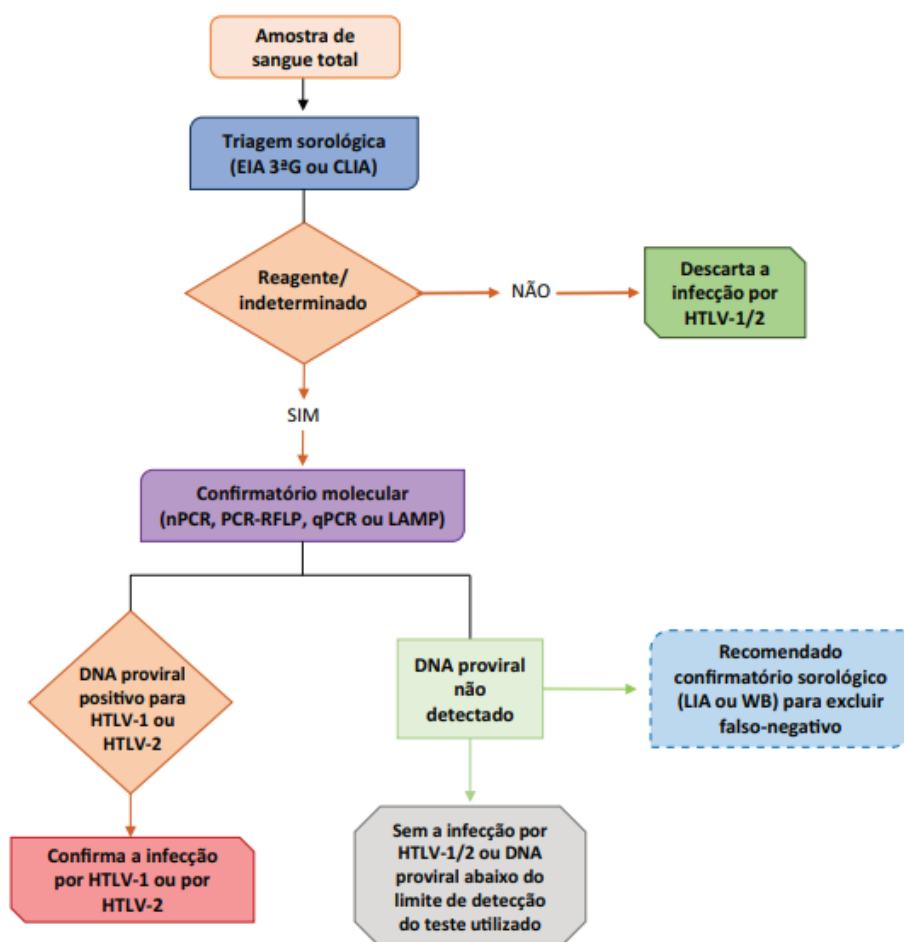 Amostra de
sangue total
Triagem sorológica
(EIA 3ªG ou CLIA)
Reagente/
indeterminado
NÃO
Descarta a
infecção por
HTLV-1/2
SIM
Confirmatório molecular
(nPCR, PCR-RFLP, qPCR ou LAMP)
DNA proviral
positivo para
HTLV-1 ou
HTLV-2
DNA proviral
não
detectado
Recomendado
confirmatório sorológico
(LIA ou WB) para excluir
falso-negativo
Confirma a infecção
por HTLV-1 ou por
HTLV-2
Sem a infecção por
HTLV-1/2 ou DNA
proviral abaixo do
limite de detecção
do teste utilizado